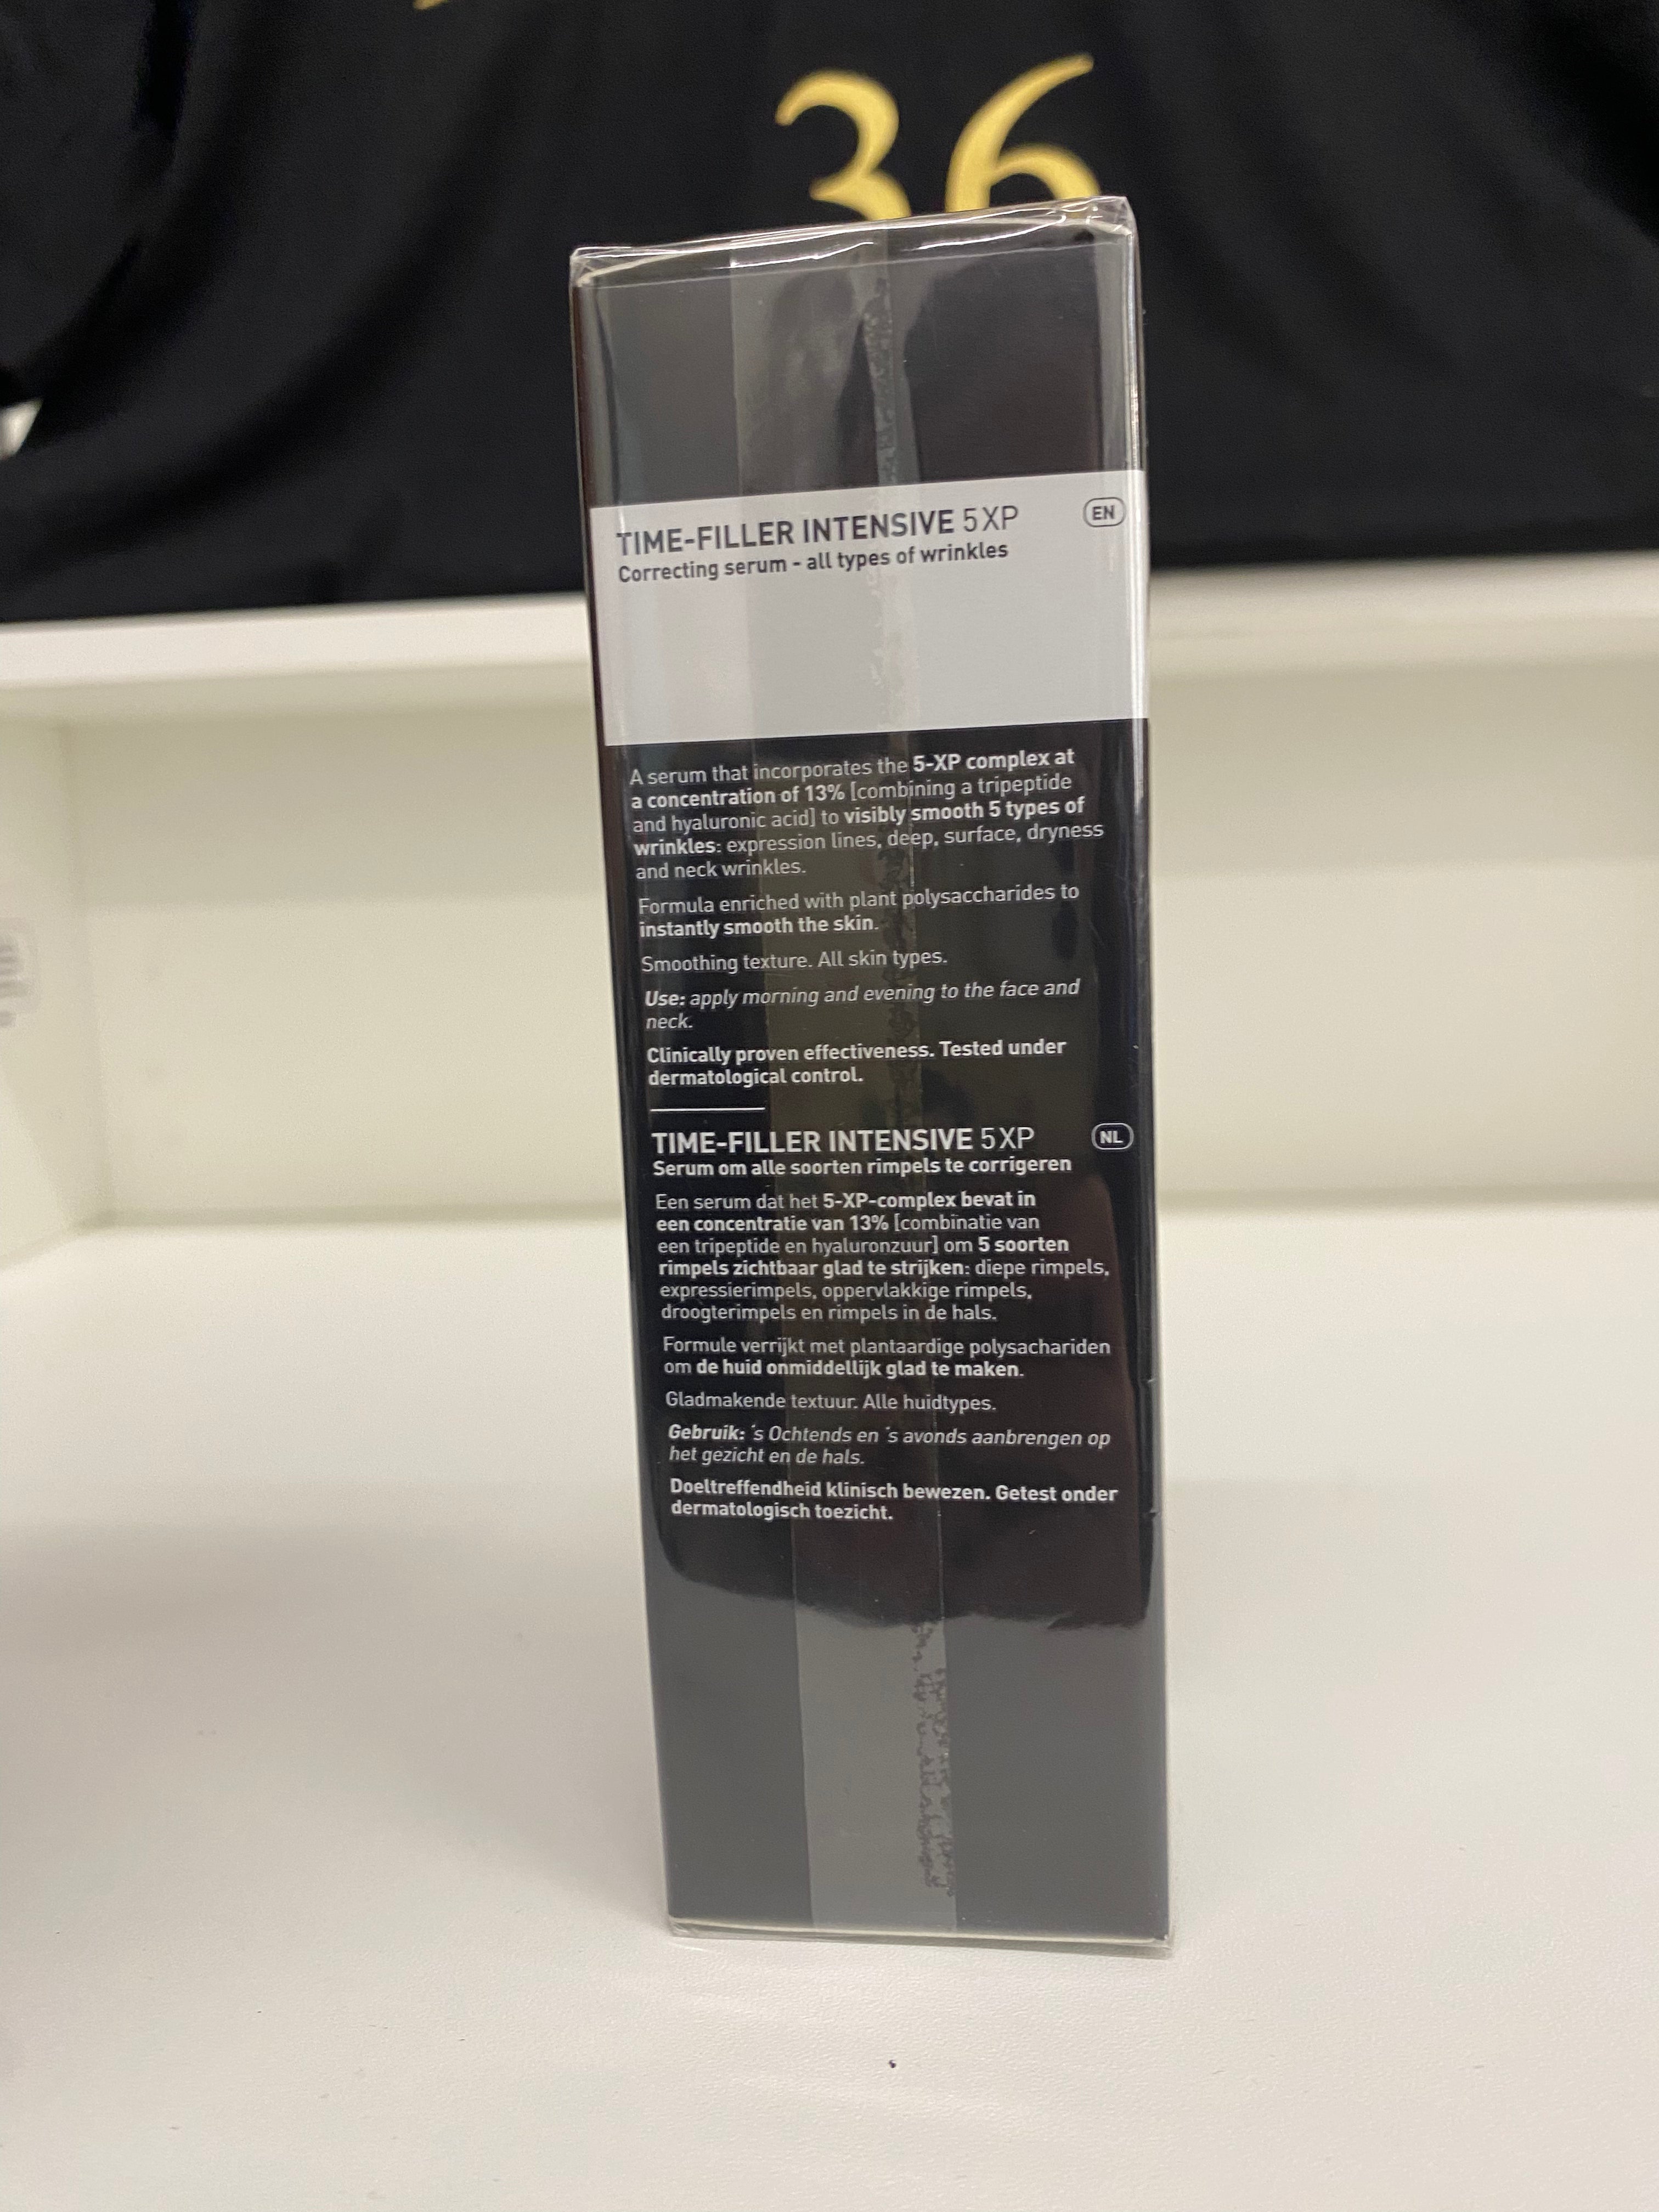 36
TIME-FILLER INTENSIVE 5XP
EN
Correcting serum - all types of wrinkles
A serum that incorporates the 5-XP complex at
a concentration of 13% [combining a tripeptide
and hyaluronic acid] to visibly smooth 5 types of
wrinkles: expression lines, deep, surface, dryness
and neck wrinkles.
Formula enriched with plant polysaccharides to
instantly smooth the skin.
Smoothing texture. All skin types.
Use: apply morning and evening to the face and
neck.
Clinically proven effectiveness. Tested under
dermatological control.
TIME-FILLER INTENSIVE 5XP
NL
Serum om alle soorten rimpels te corrigeren
Een serum dat het 5-XP-complex bevat in
een concentratie van 13% [combinatie van
een tripeptide en hyaluronzuur] om 5 soorten
rimpels zichtbaar glad te strijken: diepe rimpels,
expressierimpels, oppervlakkige rimpels,
droogterimpels en rimpels in de hals.
Formule verrijkt met plantaardige polysachariden
om de huid onmiddellijk glad te maken.
Gladmakende textuur. Alle huidtypes.
Gebruik: ´s Ochtends en ´s avonds aanbrengen op
het gezicht en de hals.
Doeltreffendheid klinisch bewezen. Getest onder
dermatologisch toezicht.